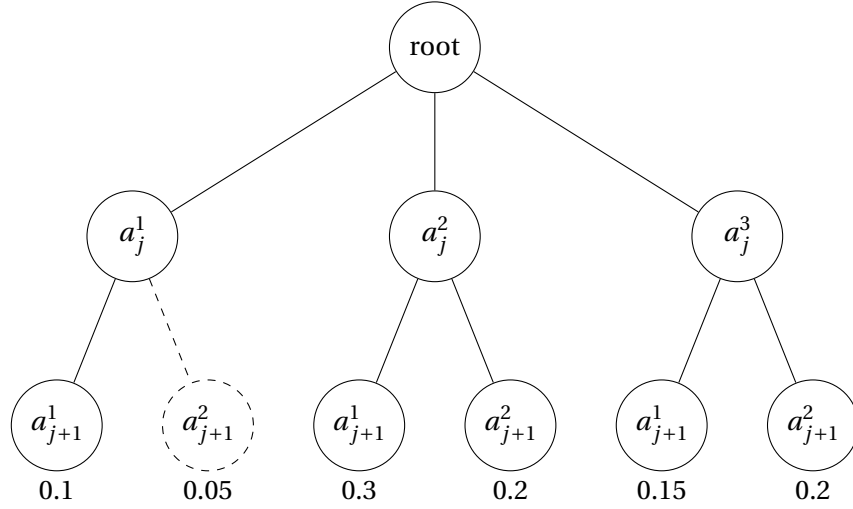 root
a_j^1 a_j^2 a_j^3
a_{j+1}^1 a_{j+1}^2 a_{j+1}^1 a_{j+1}^2 a_{j+1}^1 a_{j+1}^2
0.1 0.05 0.3 0.2 0.15 0.2